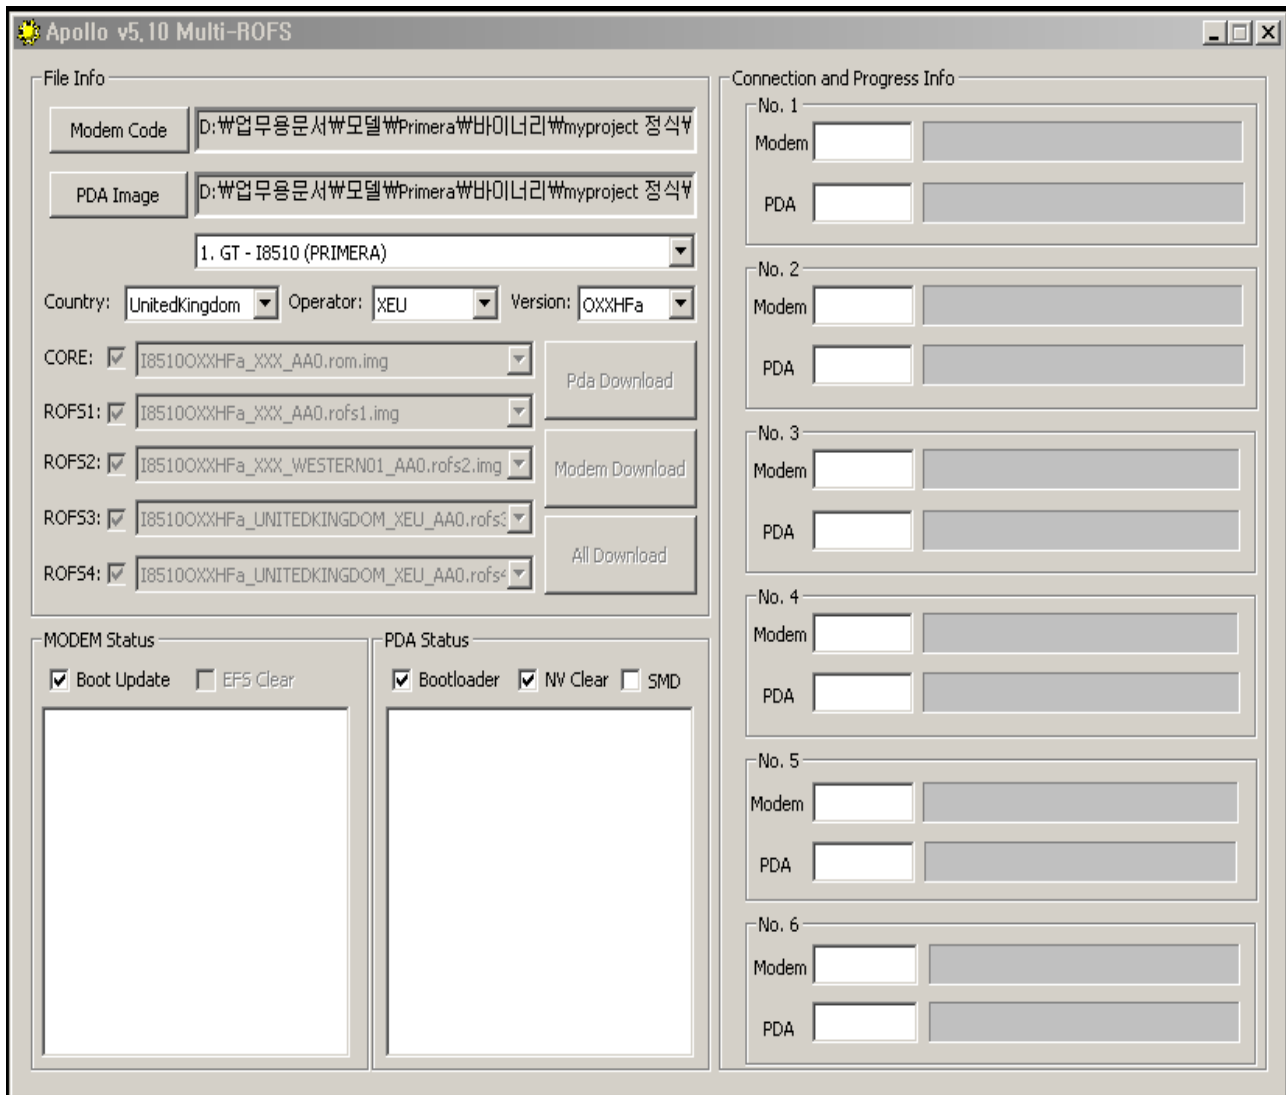 Apollo v5,10 Multi-ROFS
File Info
Modem Code D:₩업무용문서₩모델₩Primera₩바이너리₩myproject 정식₩
PDA Image D:₩업무용문서₩모델₩Primera₩바이너리₩myproject 정식₩
1. GT - I8510 (PRIMERA)
Country: UnitedKingdom Operator: XEU Version: OXXHFa
CORE: I8510OXXHFa_XXX_AA0.rom.img
ROFS1: I8510OXXHFa_XXX_AA0.rofs1.img
ROFS2: I8510OXXHFa_XXX_WESTERN01_AA0.rofs2.img
ROFS3: I8510OXXHFa_UNITEDKINGDOM_XEU_AA0.rofs3
ROFS4: I8510OXXHFa_UNITEDKINGDOM_XEU_AA0.rofs4
Pda Download
Modem Download
All Download
MODEM Status
Boot Update EFS Clear
PDA Status
Bootloader NV Clear SMD
Connection and Progress Info
No. 1
Modem
PDA
No. 2
Modem
PDA
No. 3
Modem
PDA
No. 4
Modem
PDA
No. 5
Modem
PDA
No. 6
Modem
PDA